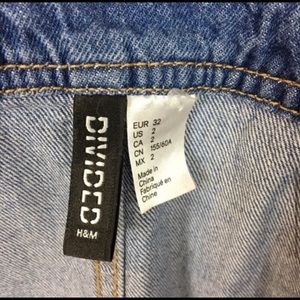 DIVIDED
H&M
EUR 32
US 2
CA 2
CN 155/60A
MX 2
Made in
China
Fabriqué en
Chine